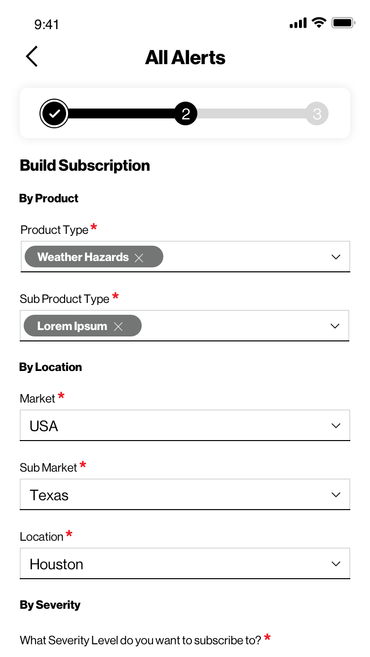 9:41
All Alerts
2
3
Build Subscription
By Product
Product Type *
Weather Hazards
Sub Product Type *
Lorem Ipsum
By Location
Market *
USA
Sub Market *
Texas
Location *
Houston
By Severity
What Severity Level do you want to subscribe to? *